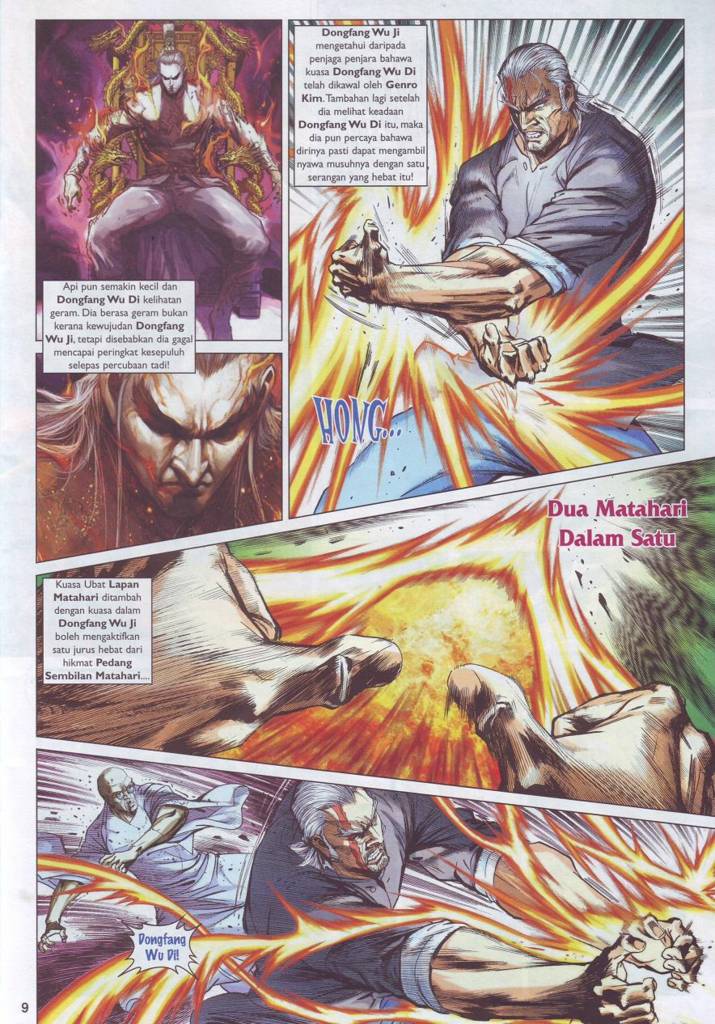 Api pun semakin kecil dan
Dongfang Wu Di kelihatan
geram. Dia berasa geram bukan
kerana kewujudan Dongfang
Wu Ji, tetapi disebabkan dia gagal
mencapai peringkat kesepuluh
selepas percubaan tadi!
Dongfang Wu Ji
mengetahui daripada
penjaga penjara bahawa
kuasa Dongfang Wu Di
telah dikawal oleh Genro
Kim. Tambahan lagi setelah
dia melihat keadaan
Dongfang Wu Di itu, maka
dia pun percaya bahawa
dirinya pasti dapat mengambil
nyawa musuhnya dengan satu
serangan yang hebat itu!
HONG...
Dua Matahari
Dalam Satu
Kuasa Ubat Lapan
Matahari ditambah
dengan kuasa dalam
Dongfang Wu Ji
boleh mengaktifkan
satu jurus hebat dari
hikmat Pedang
Sembilan Matahari....
Dongfang
Wu Di!
9